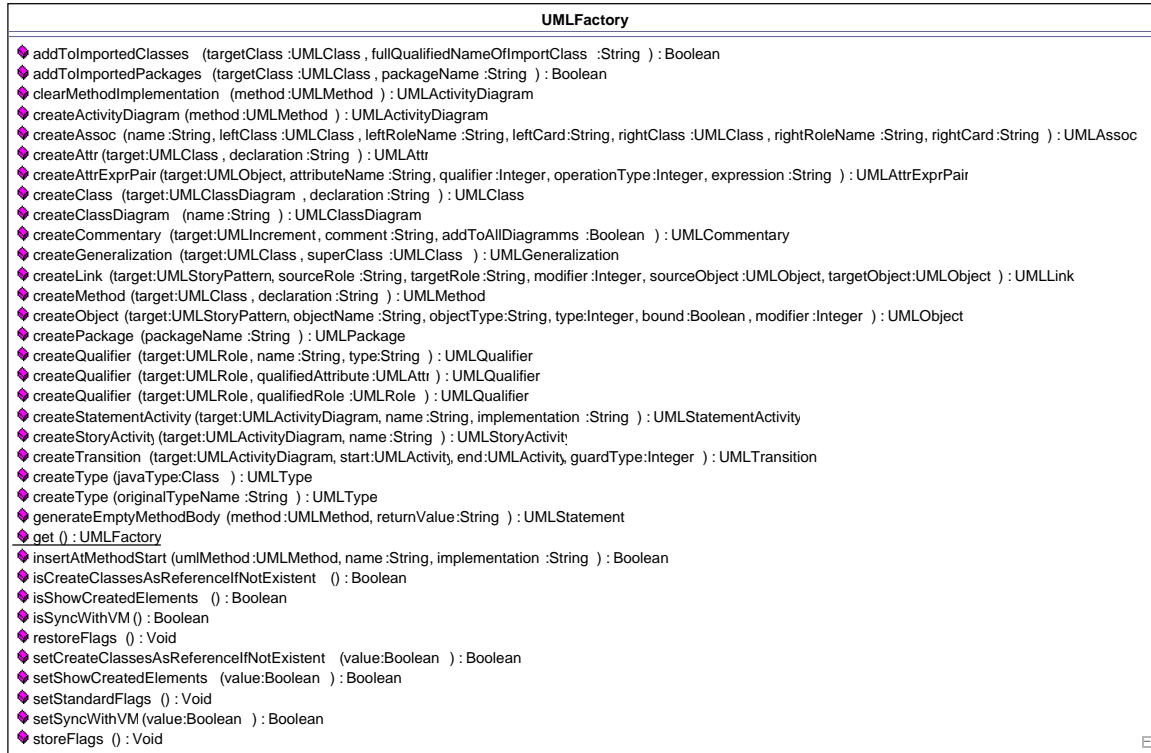 UMLFactory
addToImportedClasses (targetClass :UMLClass , fullQualifiedNameOfImportClass :String ) : Boolean
addToImportedPackages (targetClass :UMLClass , packageName :String ) : Boolean
clearMethodImplementation (method :UMLMethod ) : UMLActivityDiagram
createActivityDiagram (method :UMLMethod ) : UMLActivityDiagram
createAssoc (name :String, leftClass :UMLClass , leftRoleName :String, leftCard:String, rightClass :UMLClass , rightRoleName :String, rightCard:String ) : UMLAssoc
createAttr (target:UMLClass , declaration :String ) : UMLAttr
createAttrExprPair (target:UMLObject, attributeName :String, qualifier :Integer, operationType:Integer, expression :String ) : UMLAttrExprPair
createClass (target:UMLClassDiagram , declaration :String ) : UMLClass
createClassDiagram (name :String ) : UMLClassDiagram
createCommentary (target:UMLIncrement, comment :String, addToAllDiagramms :Boolean ) : UMLCommentary
createGeneralization (target:UMLClass , superClass :UMLClass ) : UMLGeneralization
createLink (target:UMLStoryPattern, sourceRole :String, targetRole :String, modifier :Integer, sourceObject :UMLObject, targetObject:UMLObject ) : UMLLink
createMethod (target:UMLClass , declaration :String ) : UMLMethod
createObject (target:UMLStoryPattern, objectName :String, objectType:String, type:Integer, bound :Boolean , modifier :Integer ) : UMLObject
createPackage (packageName :String ) : UMLPackage
createQualifier (target:UMLRole , name :String, type:String ) : UMLQualifier
createQualifier (target:UMLRole , qualifiedAttribute :UMLAttr ) : UMLQualifier
createQualifier (target:UMLRole , qualifiedRole :UMLRole ) : UMLQualifier
createStatementActivity (target:UMLActivityDiagram, name :String, implementation :String ) : UMLStatementActivity
createStoryActivity (target:UMLActivityDiagram, name :String ) : UMLStoryActivity
createTransition (target:UMLActivityDiagram, start:UMLActivity, end:UMLActivity, guardType:Integer ) : UMLTransition
createType (javaType:Class ) : UMLType
createType (originalTypeName :String ) : UMLType
generateEmptyMethodBody (method :UMLMethod, returnValue :String ) : UMLStatement
get () : UMLFactory
insertAtMethodStart (umlMethod :UMLMethod, name :String, implementation :String ) : Boolean
isCreateClassesAsReferenceIfNotExistent () : Boolean
isShowCreatedElements () : Boolean
isSyncWithVM () : Boolean
restoreFlags () : Void
setCreateClassesAsReferenceIfNotExistent (value:Boolean ) : Boolean
setShowCreatedElements (value:Boolean ) : Boolean
setStandardFlags () : Void
setSyncWithVM (value:Boolean ) : Boolean
storeFlags () : Void